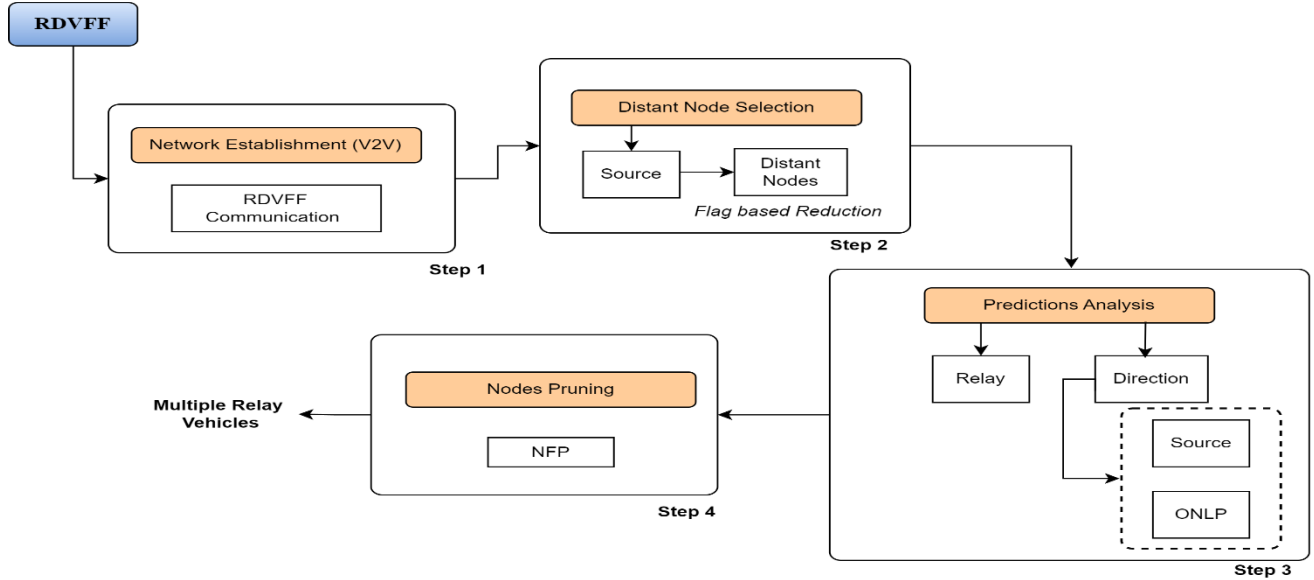 RDVFF
Network Establishment (V2V)
RDVFF
Communication
Step 1
Distant Node Selection
Source
Distant
Nodes
Flag based Reduction
Step 2
Predictions Analysis
Relay
Direction
Source
ONLP
Step 3
Nodes Pruning
NFP
Step 4
Multiple Relay
Vehicles